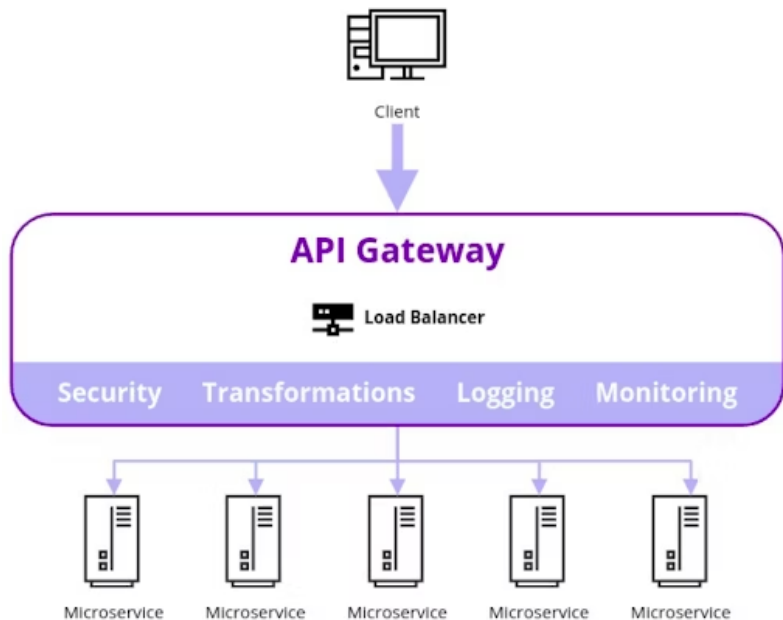 Client
API Gateway
Load Balancer
Security Transformations Logging Monitoring
Microservice Microservice Microservice Microservice Microservice